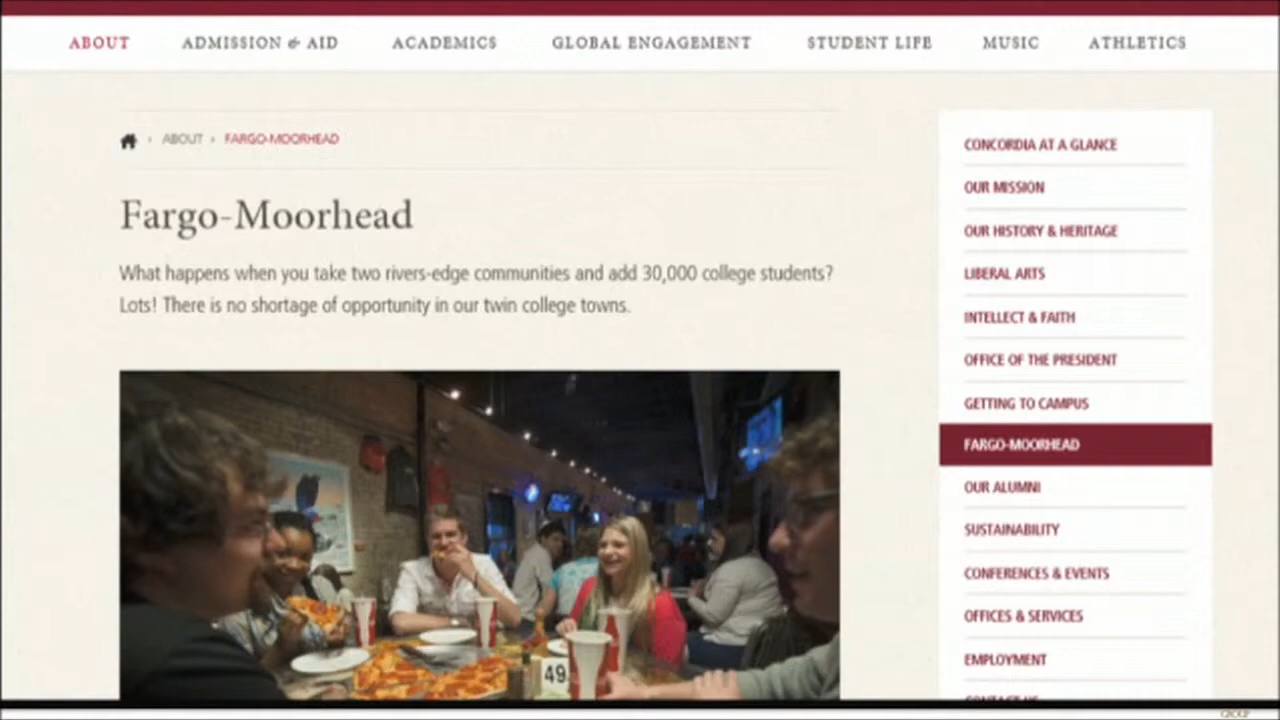 ABOUT ADMISSION & AID ACADEMICS GLOBAL ENGAGEMENT STUDENT LIFE MUSIC ATHLETICS
› ABOUT › FARGO-MOORHEAD
Fargo-Moorhead
What happens when you take two rivers-edge communities and add 30,000 college students?
Lots! There is no shortage of opportunity in our twin college towns.
49
CONCORDIA AT A GLANCE
OUR MISSION
OUR HISTORY & HERITAGE
LIBERAL ARTS
INTELLECT & FAITH
OFFICE OF THE PRESIDENT
GETTING TO CAMPUS
FARGO-MOORHEAD
OUR ALUMNI
SUSTAINABILITY
CONFERENCES & EVENTS
OFFICES & SERVICES
EMPLOYMENT
CONTACT US
GROUP